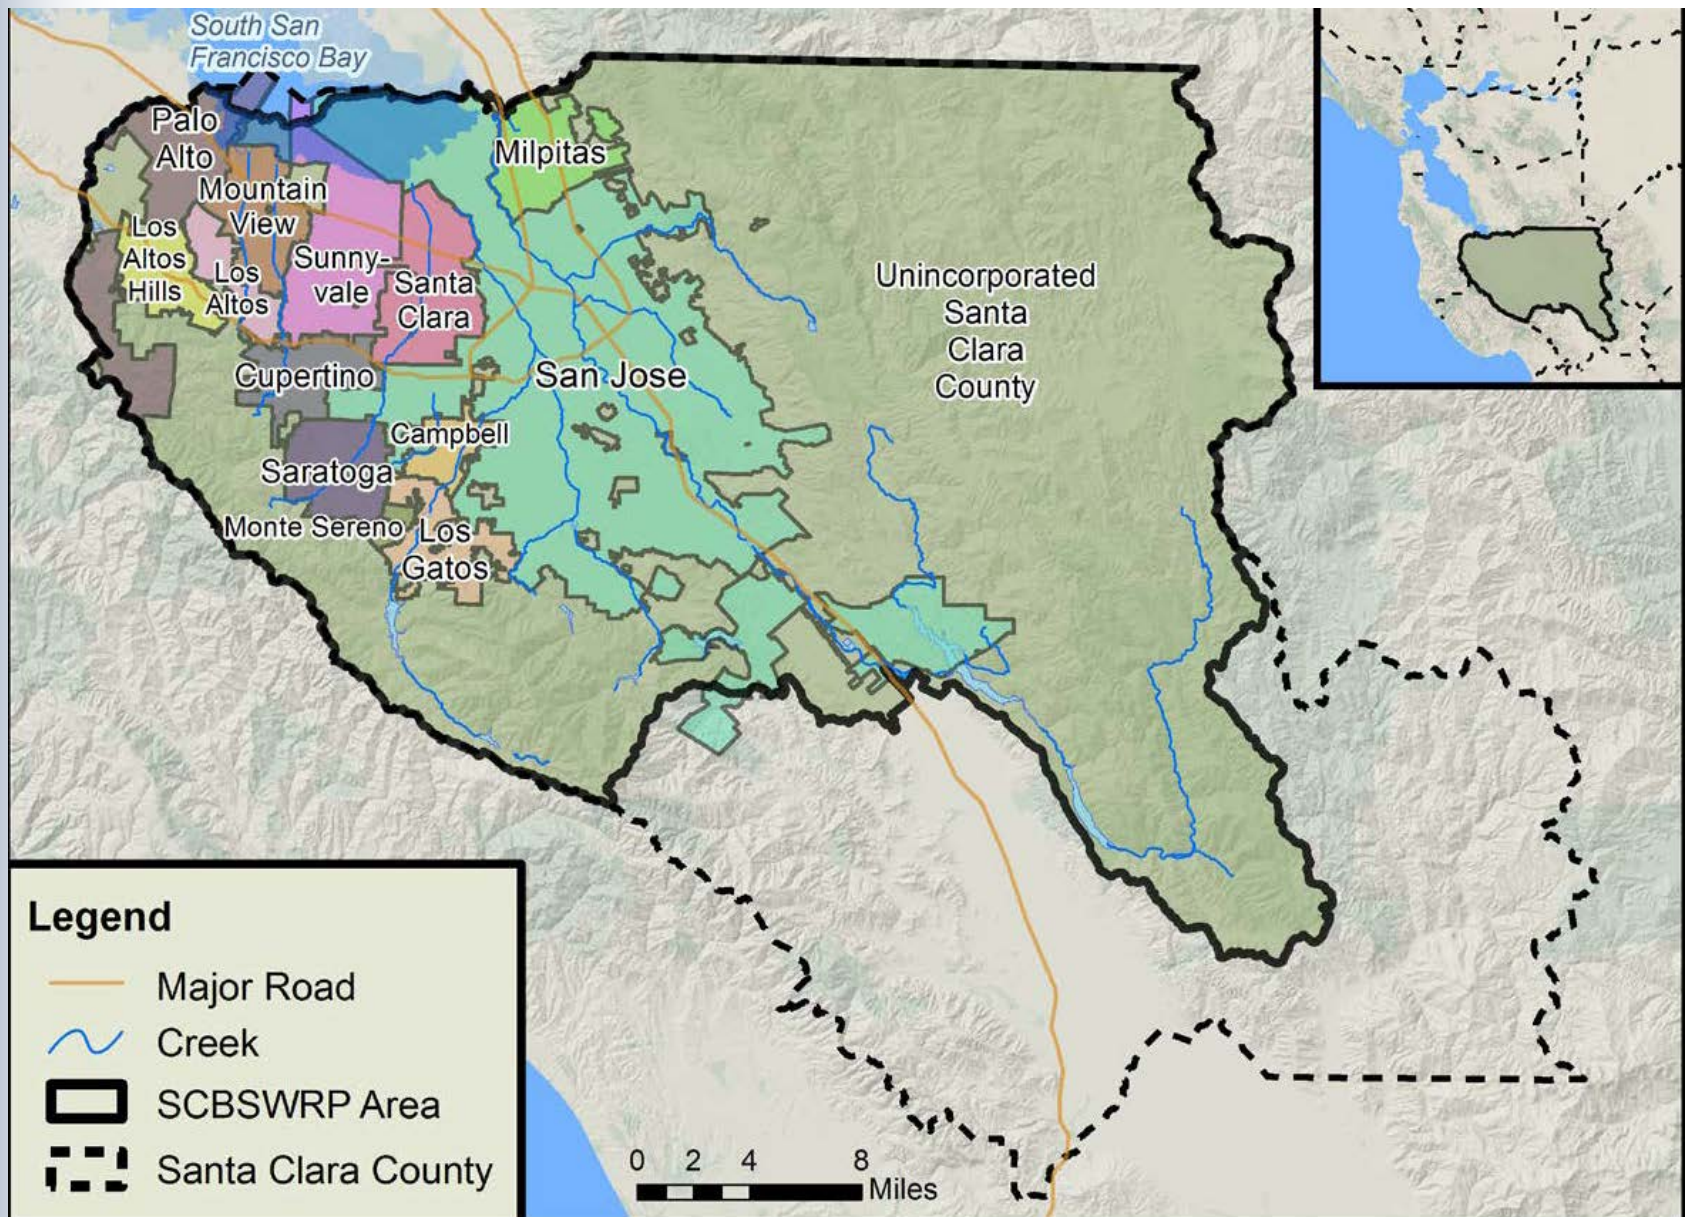 South San
Francisco Bay
Palo
Alto
Milpitas
Mountain
View
Los
Altos
Hills
Los
Altos
Sunny-
vale
Santa
Clara
Unincorporated
Santa
Clara
County
Cupertino
San Jose
Campbell
Saratoga
Monte Sereno
Los
Gatos
Legend
Major Road
Creek
SCBSWRP Area
Santa Clara County
0 2 4 8
Miles